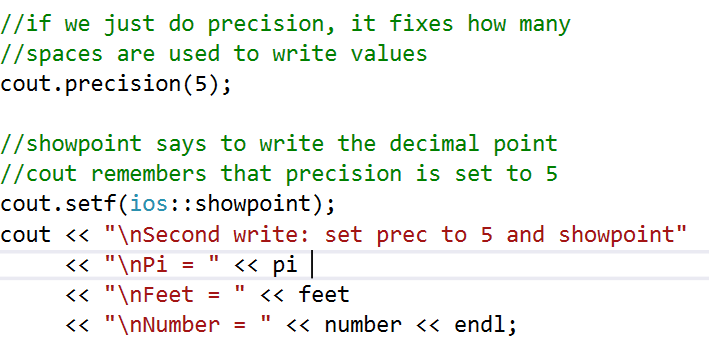 //if we just do precision, it fixes how many
//spaces are used to write values
cout.precision(5);
//showpoint says to write the decimal point
//cout remembers that precision is set to 5
cout.setf(ios::showpoint);
cout << "\nSecond write: set prec to 5 and showpoint"
<< "\nPi = " << pi
<< "\nFeet = " << feet
<< "\nNumber = " << number << endl;